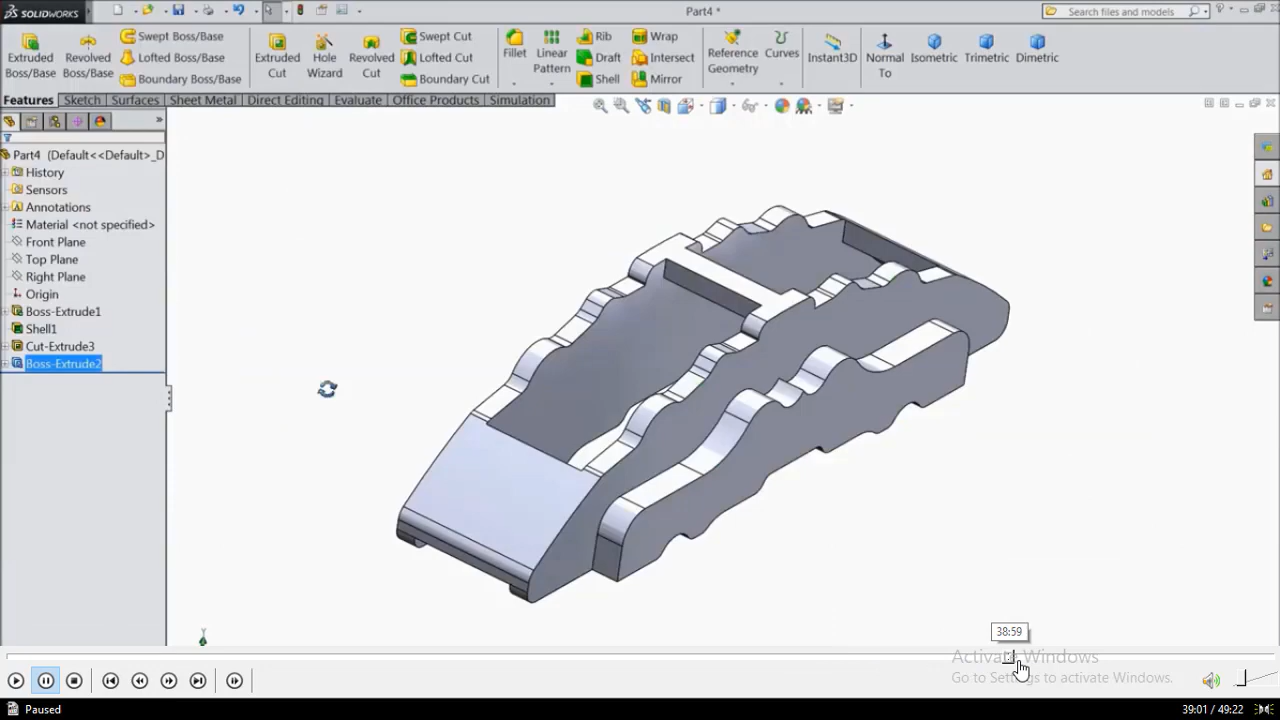 SOLIDWORKS
Part4 *
Search files and models
Extruded Boss/Base
Revolved Boss/Base
Swept Boss/Base
Lofted Boss/Base
Boundary Boss/Base
Extruded Cut
Hole Wizard
Revolved Cut
Swept Cut
Lofted Cut
Boundary Cut
Fillet
Linear Pattern
Rib
Draft
Shell
Wrap
Intersect
Mirror
Reference Geometry
Curves
Instant3D
Normal To
Isometric
Trimetric
Dimetric
Features Sketch Surfaces Sheet Metal Direct Editing Evaluate Office Products Simulation
Part4 (Default<<Default>_D
History
Sensors
Annotations
Material <not specified>
Front Plane
Top Plane
Right Plane
Origin
Boss-Extrude1
Shell1
Cut-Extrude3
Boss-Extrude2
Y
38:59
Activate Windows
Go to Settings to activate Windows.
Paused
39:01 / 49:22